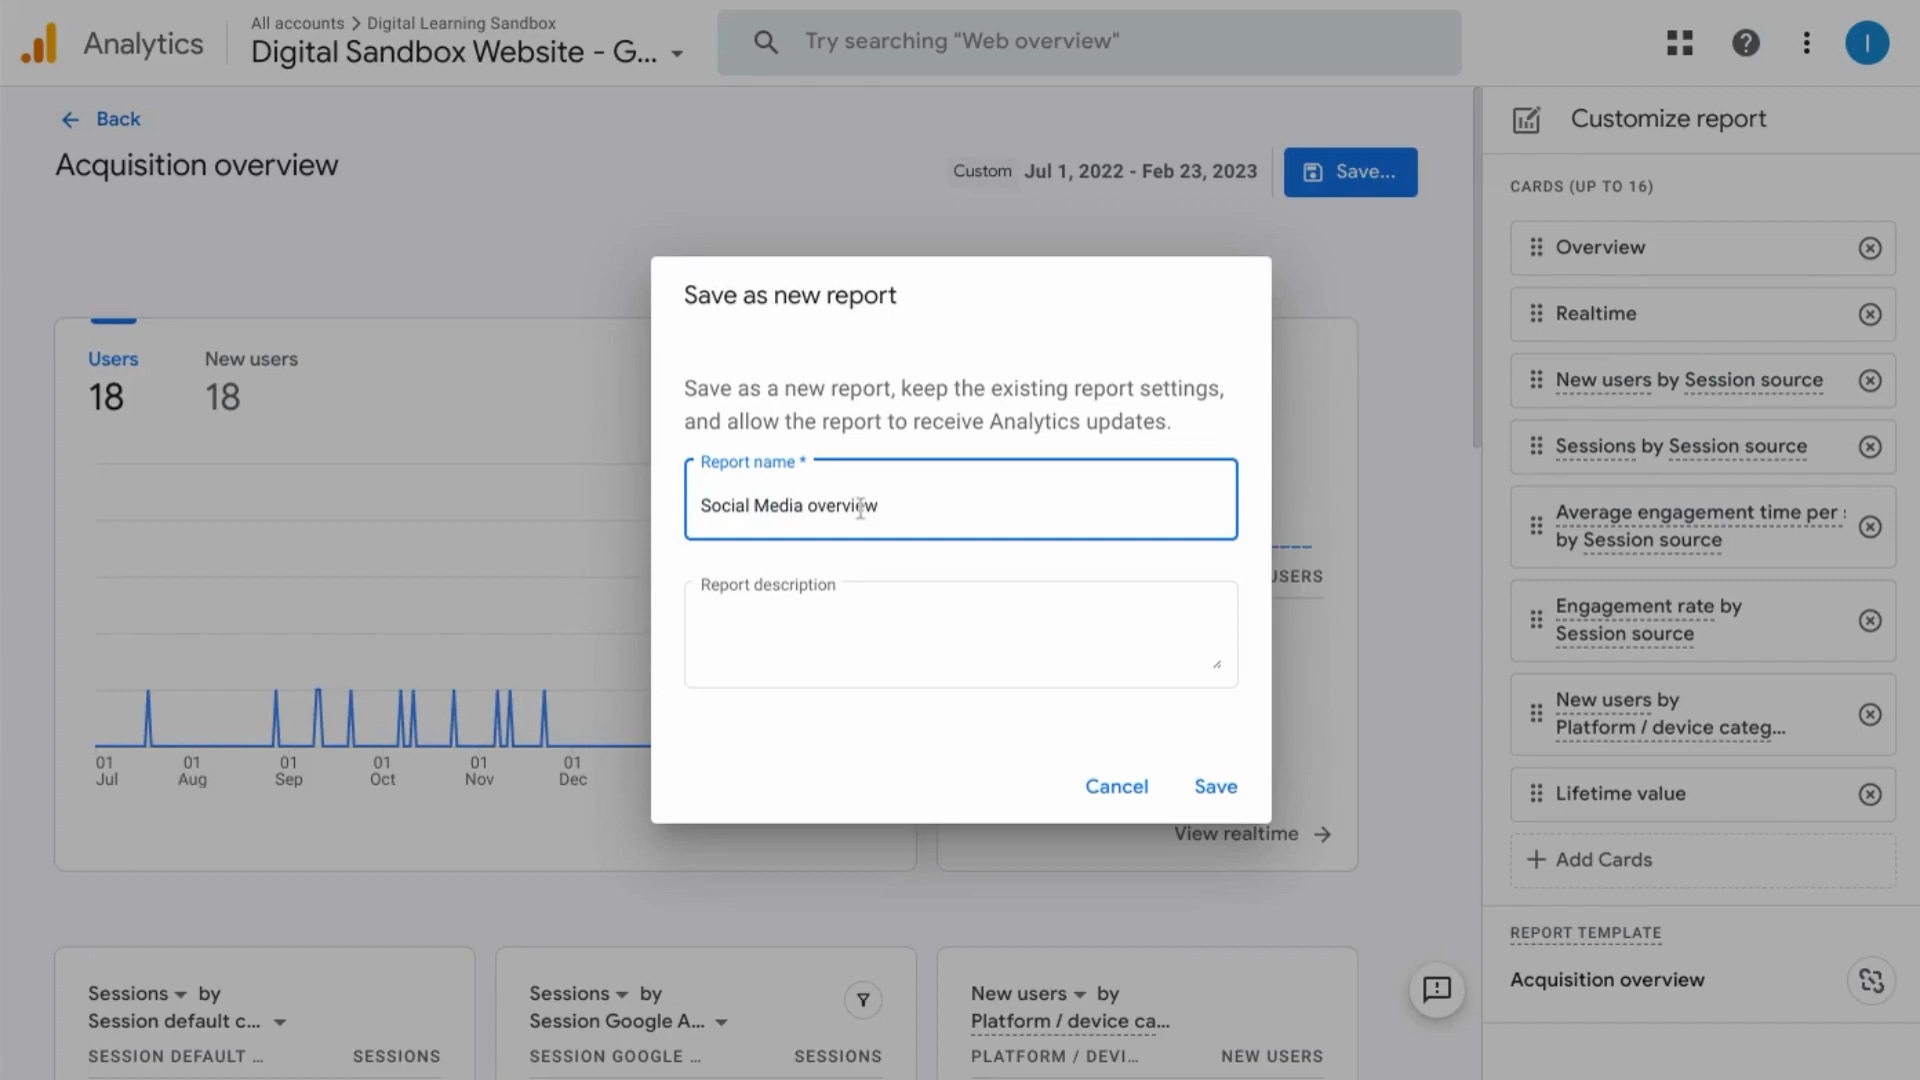 Analytics
All accounts > Digital Learning Sandbox
Digital Sandbox Website - G...
Try searching "Web overview"
I
Back
Acquisition overview
Custom Jul 1, 2022 - Feb 23, 2023
Save...
Users
18
New users
18
01 Jul
01 Aug
01 Sep
01 Oct
01 Nov
01 Dec
USERS
View realtime
Save as new report
Save as a new report, keep the existing report settings,
and allow the report to receive Analytics updates.
Report name *
Social Media overview
Report description
Cancel
Save
Sessions by
Session default c...
SESSION DEFAULT ...
SESSIONS
Sessions by
Session Google A...
SESSION GOOGLE ...
SESSIONS
New users by
Platform / device ca...
PLATFORM / DEVI...
NEW USERS
Customize report
CARDS (UP TO 16)
Overview
Realtime
New users by Session source
Sessions by Session source
Average engagement time per
by Session source
Engagement rate by
Session source
New users by
Platform / device categ...
Lifetime value
+ Add Cards
REPORT TEMPLATE
Acquisition overview